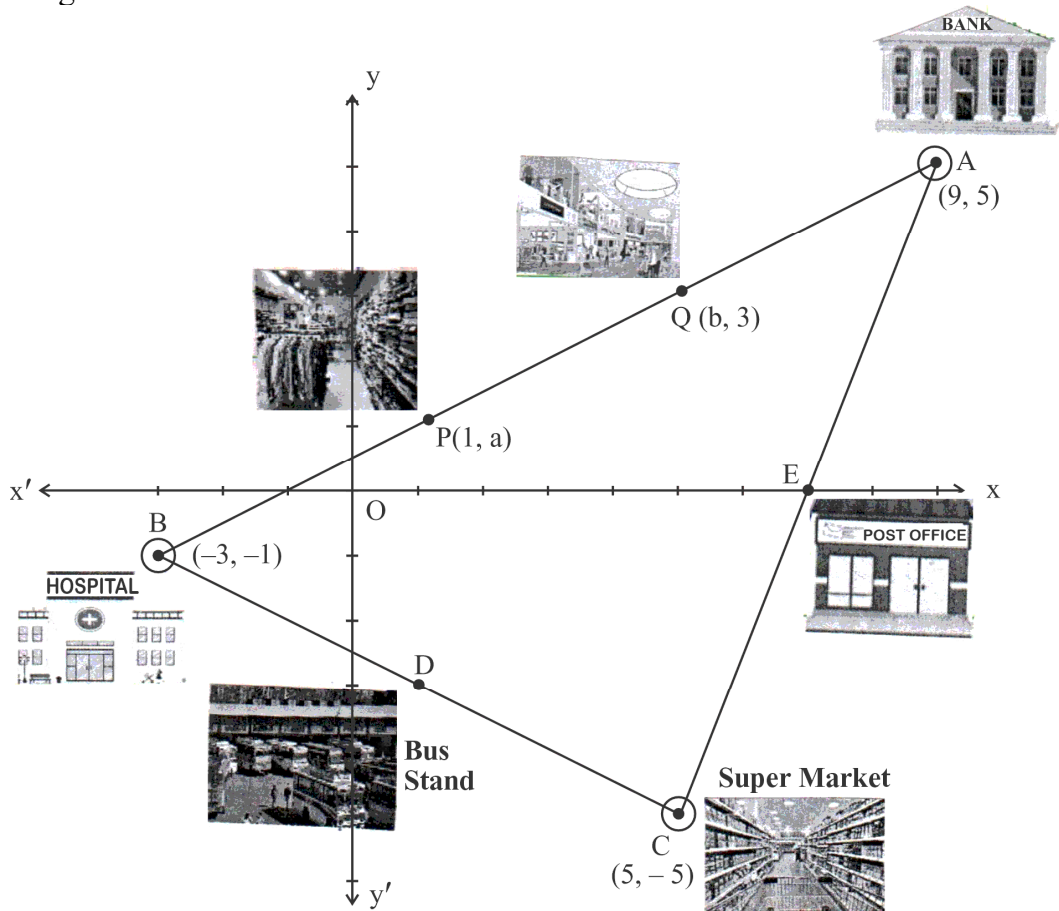 BANK
y
A
(9, 5)
Q (b, 3)
P(1, a)
x′
E
x
O
B
(–3, –1)
POST OFFICE
HOSPITAL
D
Bus
Stand
Super Market
C
(5, – 5)
y′